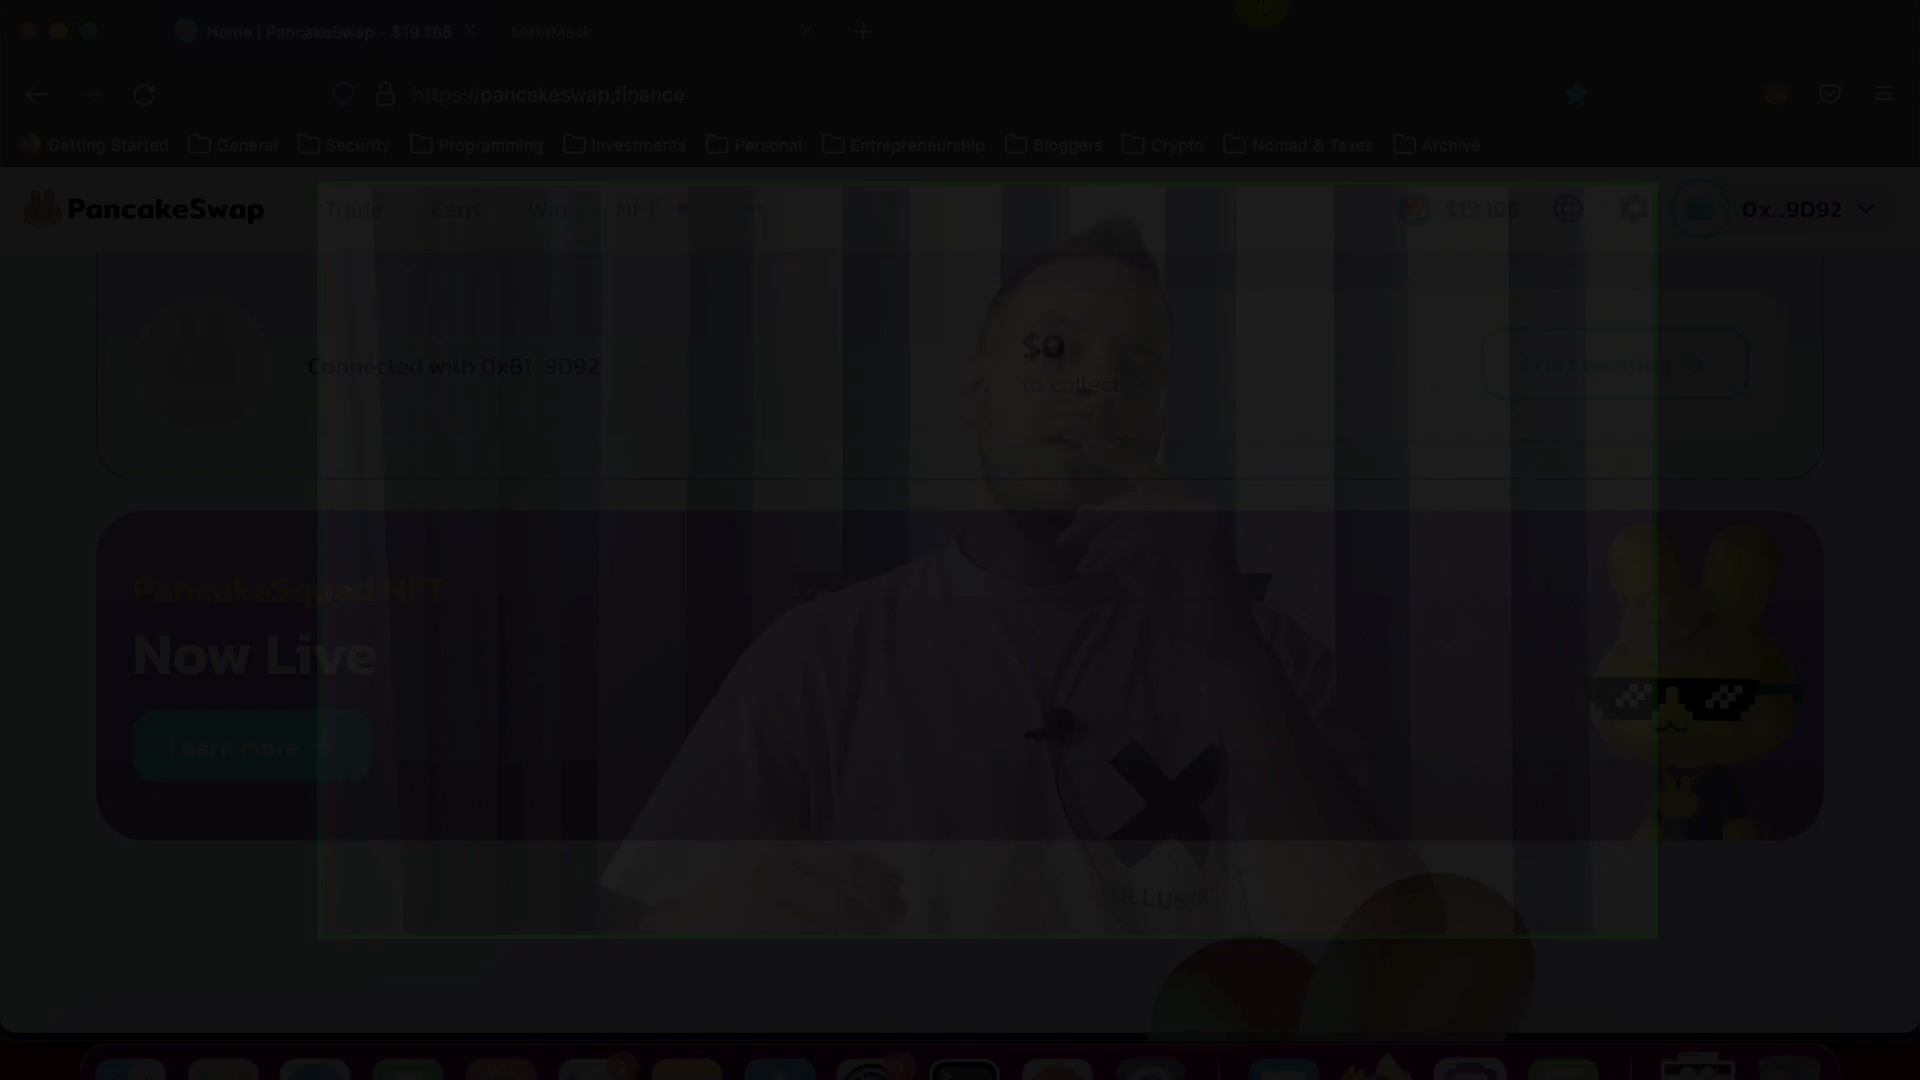 Home | PancakeSwap - $19.185
MetaMask
https://pancakeswap.finance
Getting Started
General
Security
Programming
Investments
Personal
Entrepreneurship
Bloggers
Crypto
Nomad & Taxes
Archive
PancakeSwap
Trade
Earn
Win
NFT
$19.185
0x...9D92
Connected with 0xB1...9D92
$0
to collect
Start earning
PancakeSquad NFT
Now Live
Learn more